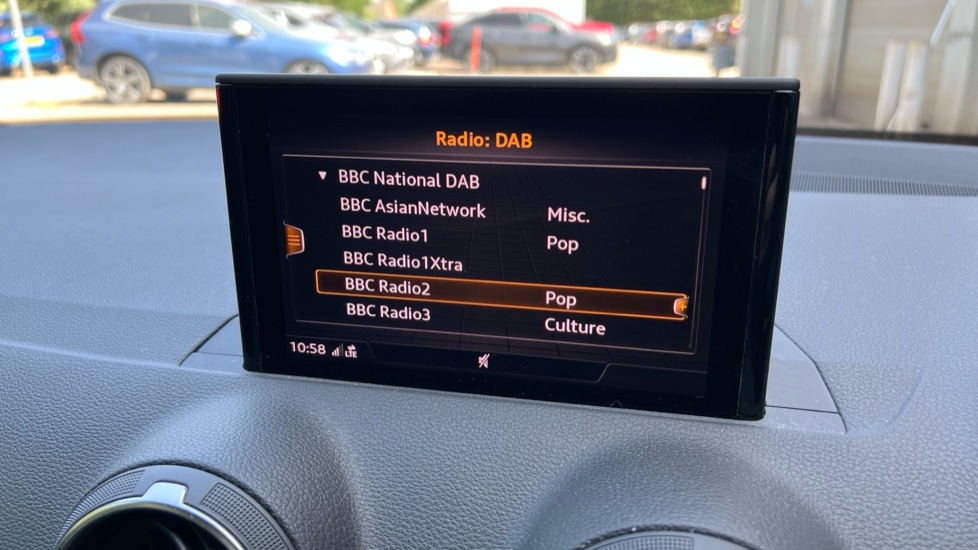 Radio: DAB
BBC National DAB
BBC AsianNetwork Misc.
BBC Radio1 Pop
BBC Radio1Xtra
BBC Radio2 Pop
BBC Radio3 Culture
10:58 LTE